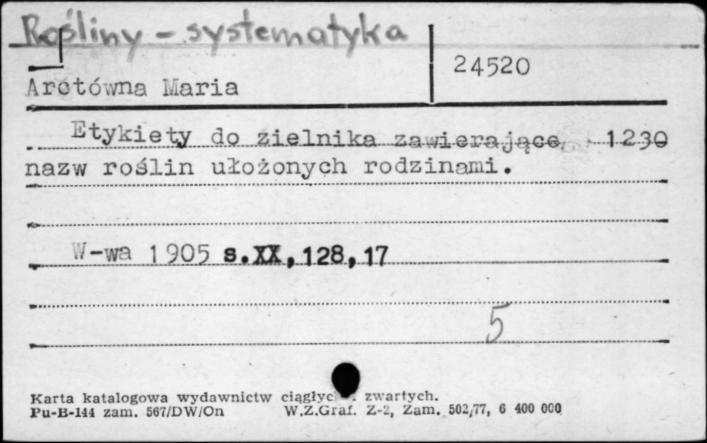 Rośliny - systematyka
24520
Arctówna Maria
Etykiety do zielnika zawierające 1230
nazw roślin ułożonych rodzinami.
W-wa 1905 s.XX,128,17
5
Karta katalogowa wydawnictw ciągłyc zwartych.
Pu-B-144 zam. 567/DW/On W.Z.Graf. Z-2, Zam. 502/77, 6 400 000